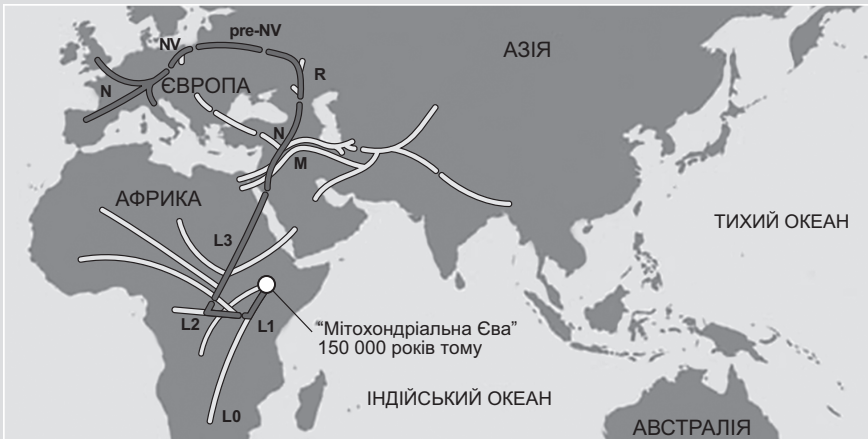 NV
pre-NV
АЗІЯ
R
ЄВРОПА
N
N
M
АФРИКА
ТИХИЙ ОКЕАН
L3
L2
L1
“Мітохондріальна Єва”
150 000 років тому
ІНДІЙСЬКИЙ ОКЕАН
L0
АВСТРАЛІЯ